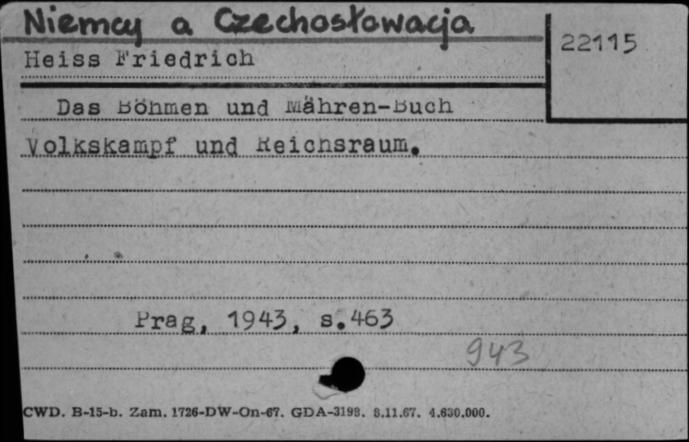 Niemcy a Czechosłowacja
22115
Heiss Friedrich
Das Böhmen und Mähren-Buch
Volkskampf und Reichsraum.
Prag, 1943, s.463
943
CWD. B-15-b. Zam. 1726-DW-On-67. GDA-3198. 8.11.67. 4.630.000.